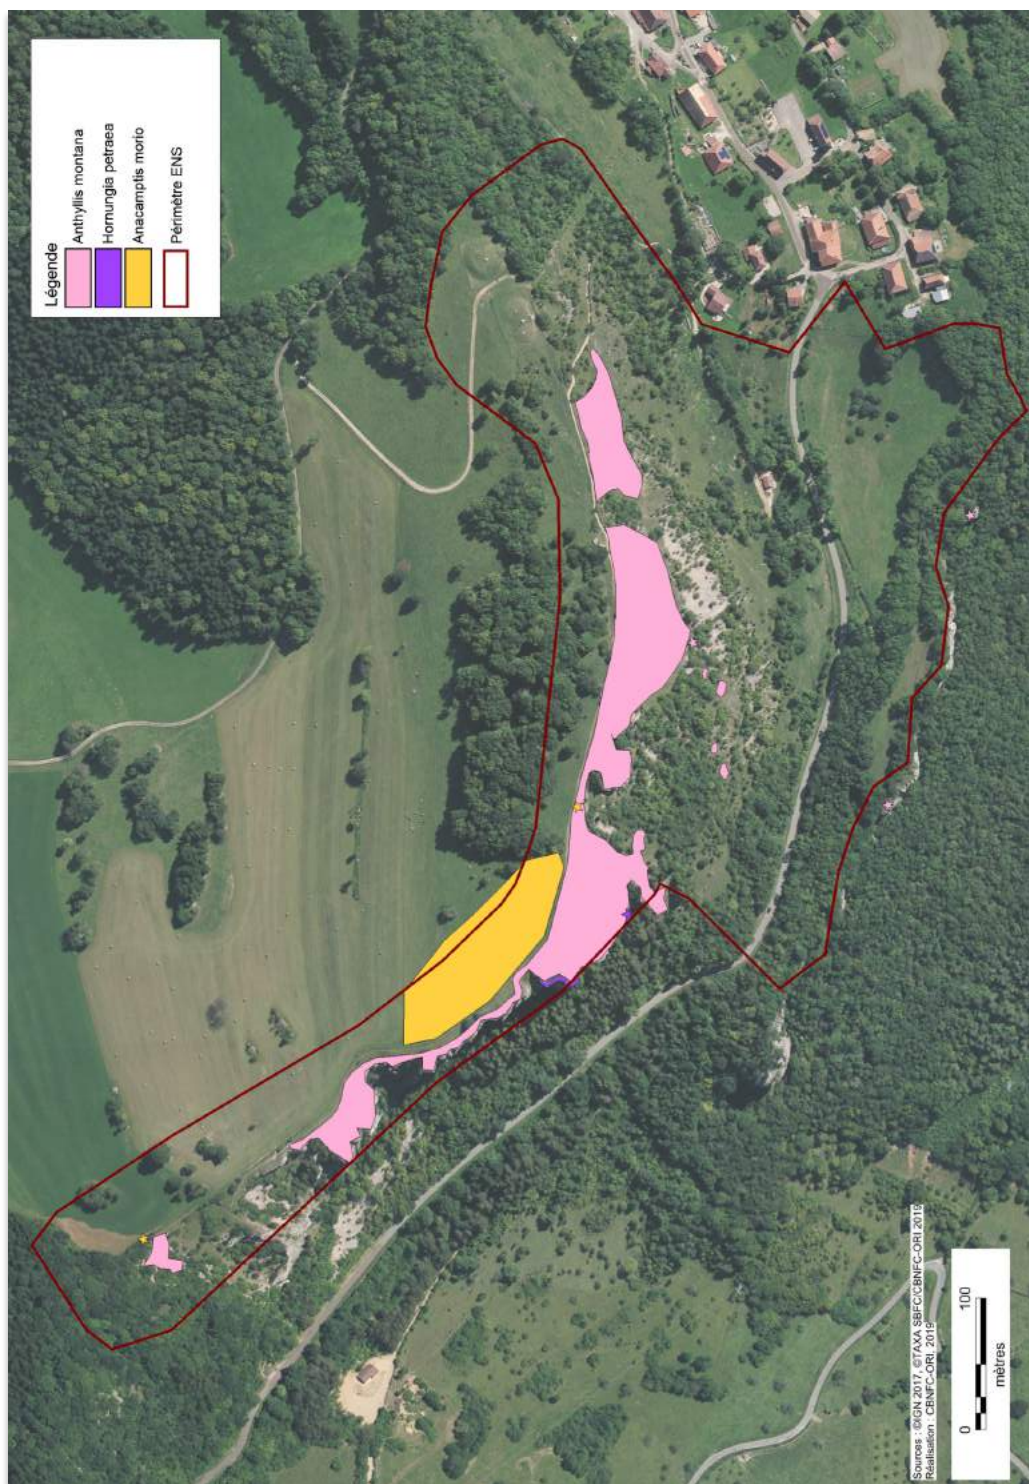 Légende
Anthyllis montana
Hornungia petraea
Anacamptis morio
Périmètre ENS
Sources : ©IGN 2017, ©TAXA SBFC/CBNFC-ORI 2019
Réalisation : CBNFC-ORI, 2019
0 100
mètres